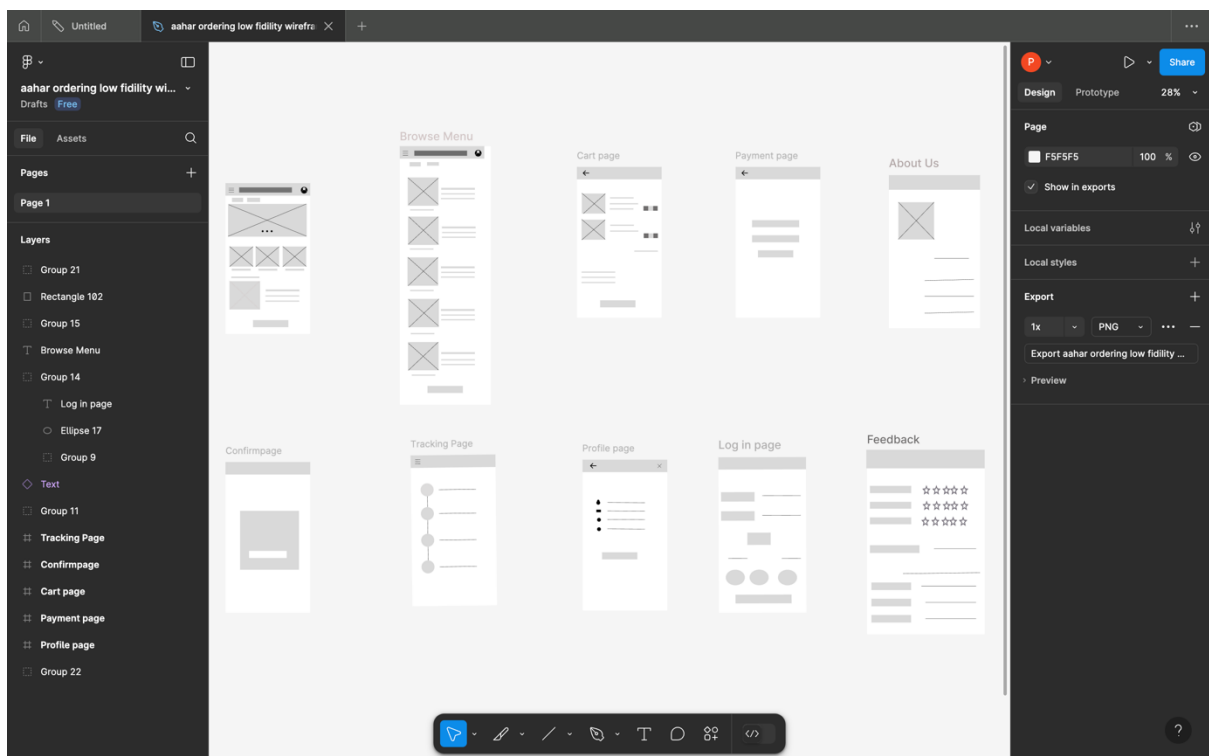 Untitled
aahar ordering low fidility wirefra
aahar ordering low fidility wi...
Drafts Free
File Assets
Pages
Page 1
Layers
Group 21
Rectangle 102
Group 15
Browse Menu
Group 14
Log in page
Ellipse 17
Group 9
Text
Group 11
Tracking Page
Confirmpage
Cart page
Payment page
Profile page
Group 22
Browse Menu
Cart page
Payment page
About Us
Confirmpage
Tracking Page
Profile page
Log in page
Feedback
P
Share
Design Prototype 28%
Page
F5F5F5 100 %
Show in exports
Local variables
Local styles
Export
1x PNG
Export aahar ordering low fidility ...
Preview
?